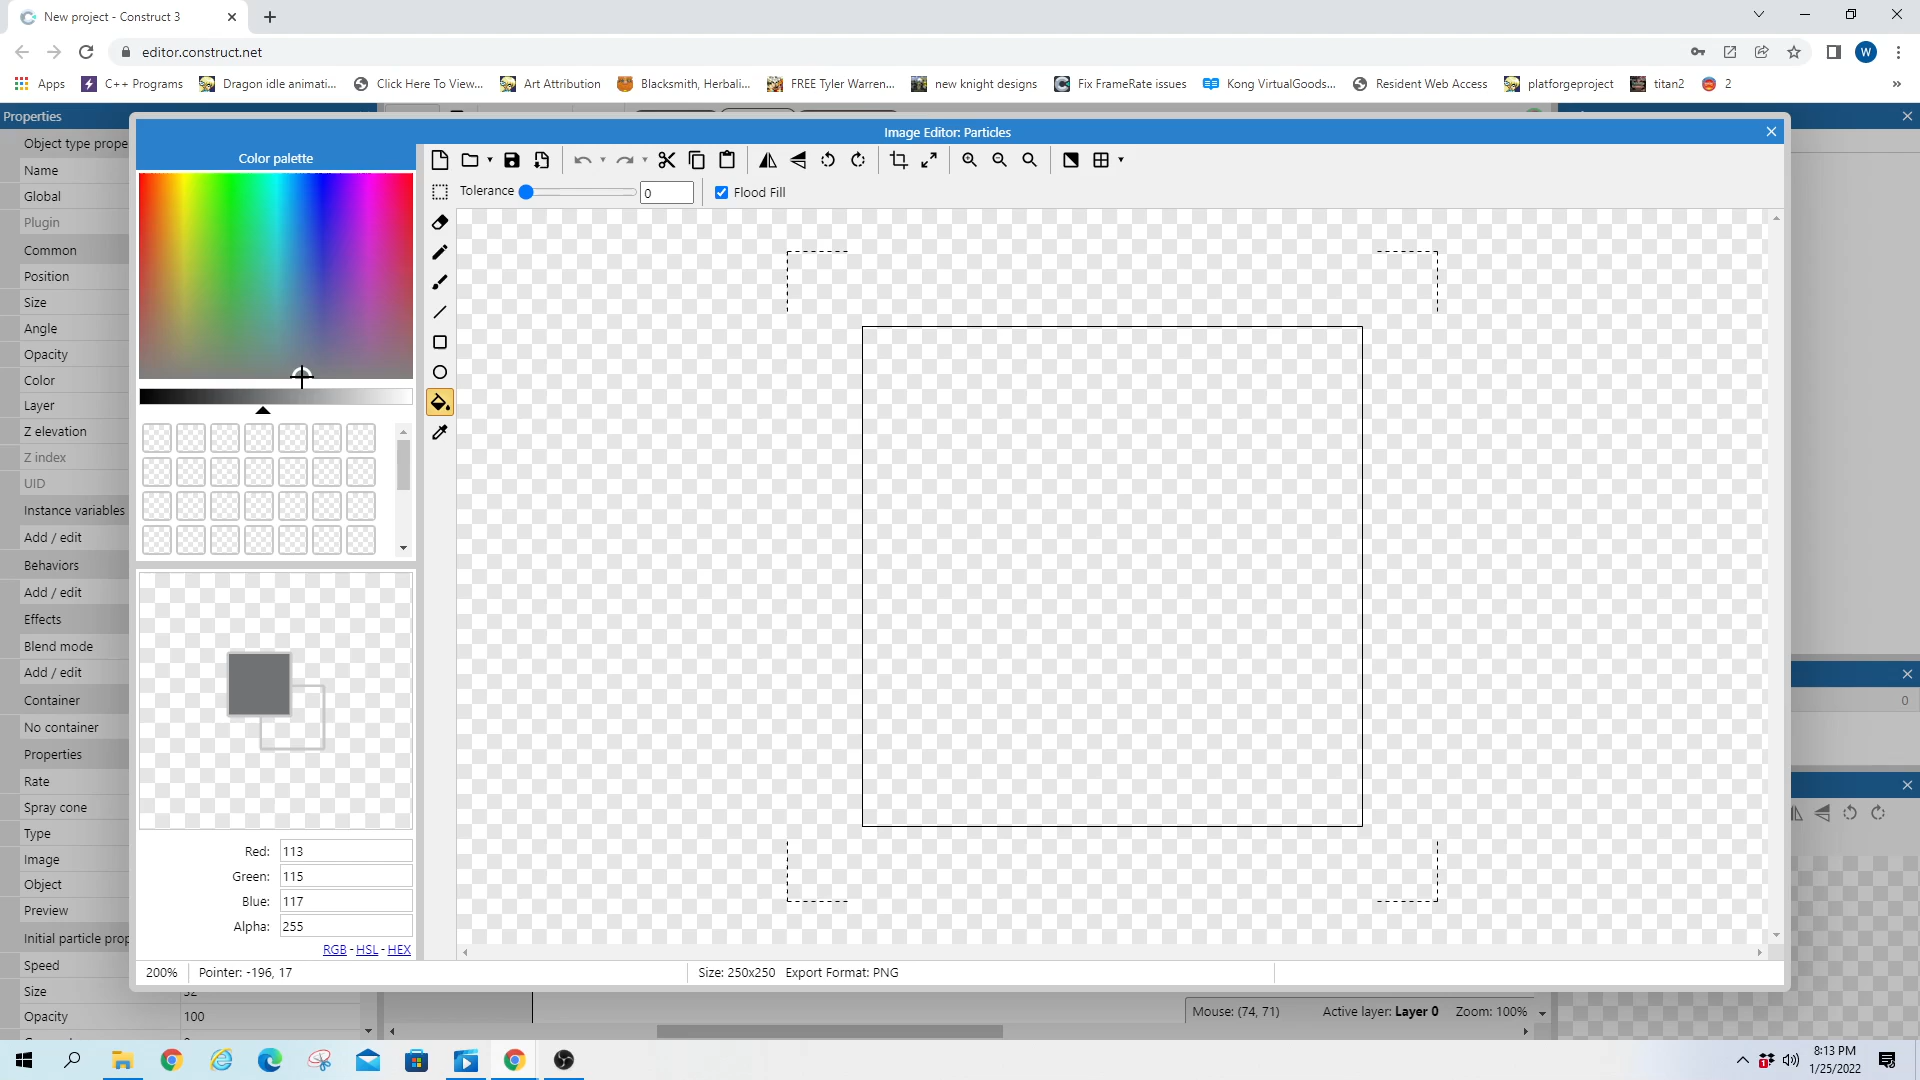 New project - Construct 3
editor.construct.net
W
Apps
C++ Programs
Dragon idle animati...
Click Here To View...
Art Attribution
Blacksmith, Herbali...
FREE Tyler Warren...
new knight designs
Fix FrameRate issues
Kong VirtualGoods...
Resident Web Access
platforgeproject
titan2
2
»
Properties
Object type prope
Name
Global
Plugin
Common
Position
Size
Angle
Opacity
Color
Layer
Z elevation
Z index
UID
Instance variables
Add / edit
Behaviors
Add / edit
Effects
Blend mode
Add / edit
Container
No container
Properties
Rate
Spray cone
Type
Image
Object
Preview
Initial particle prop
Speed
Size
Opacity
100
Image Editor: Particles
Color palette
Tolerance
0
Flood Fill
Red: 113
Green: 115
Blue: 117
Alpha: 255
RGB - HSL - HEX
200%
Pointer: -196, 17
Size: 250x250 Export Format: PNG
0
Mouse: (74, 71)
Active layer: Layer 0
Zoom: 100%
8:13 PM
1/25/2022